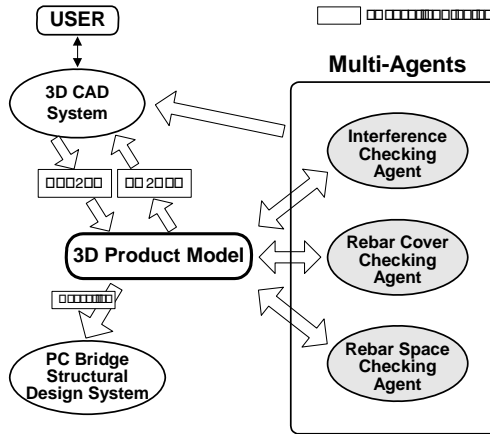 USER
3D CAD
System
Multi-Agents
Interference
Checking
Agent
3D Product Model
Rebar Cover
Checking
Agent
PC Bridge
Structural
Design System
Rebar Space
Checking
Agent